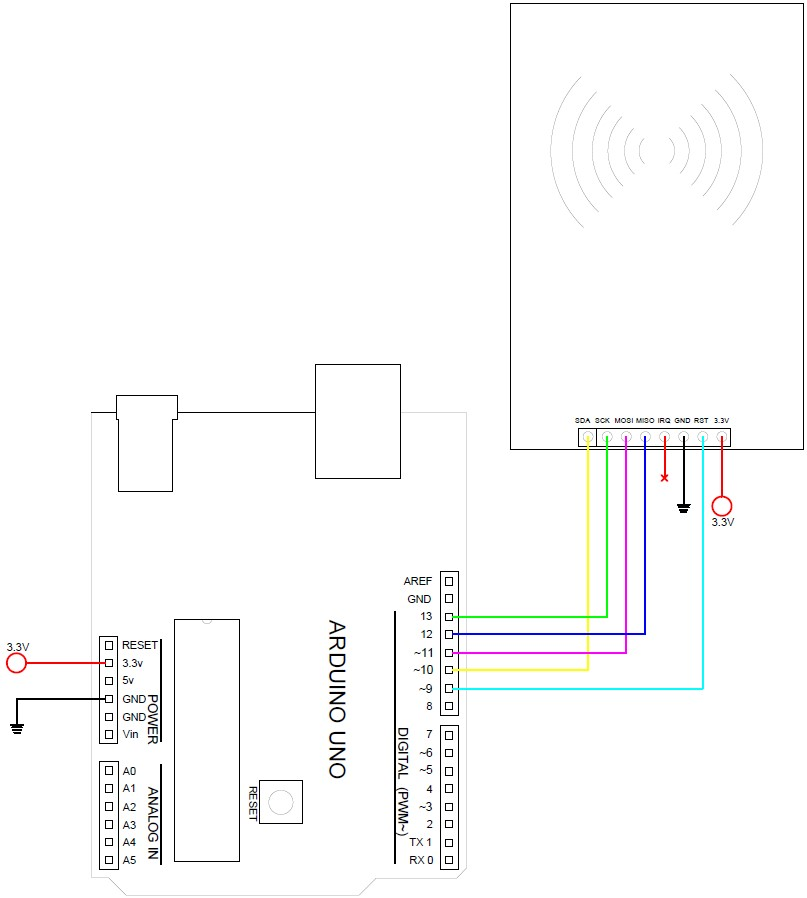 SDA SCK MOSI MISO IRQ GND RST 3.3V
3.3V
AREF
GND
13
12
~11
~10
~9
8
7
~6
~5
4
~3
2
TX 1
RX 0
DIGITAL (PWM~)
ARDUINO UNO
3.3V
RESET
3.3v
5v
GND
GND
Vin
POWER
A0
A1
A2
A3
A4
A5
ANALOG IN
RESET